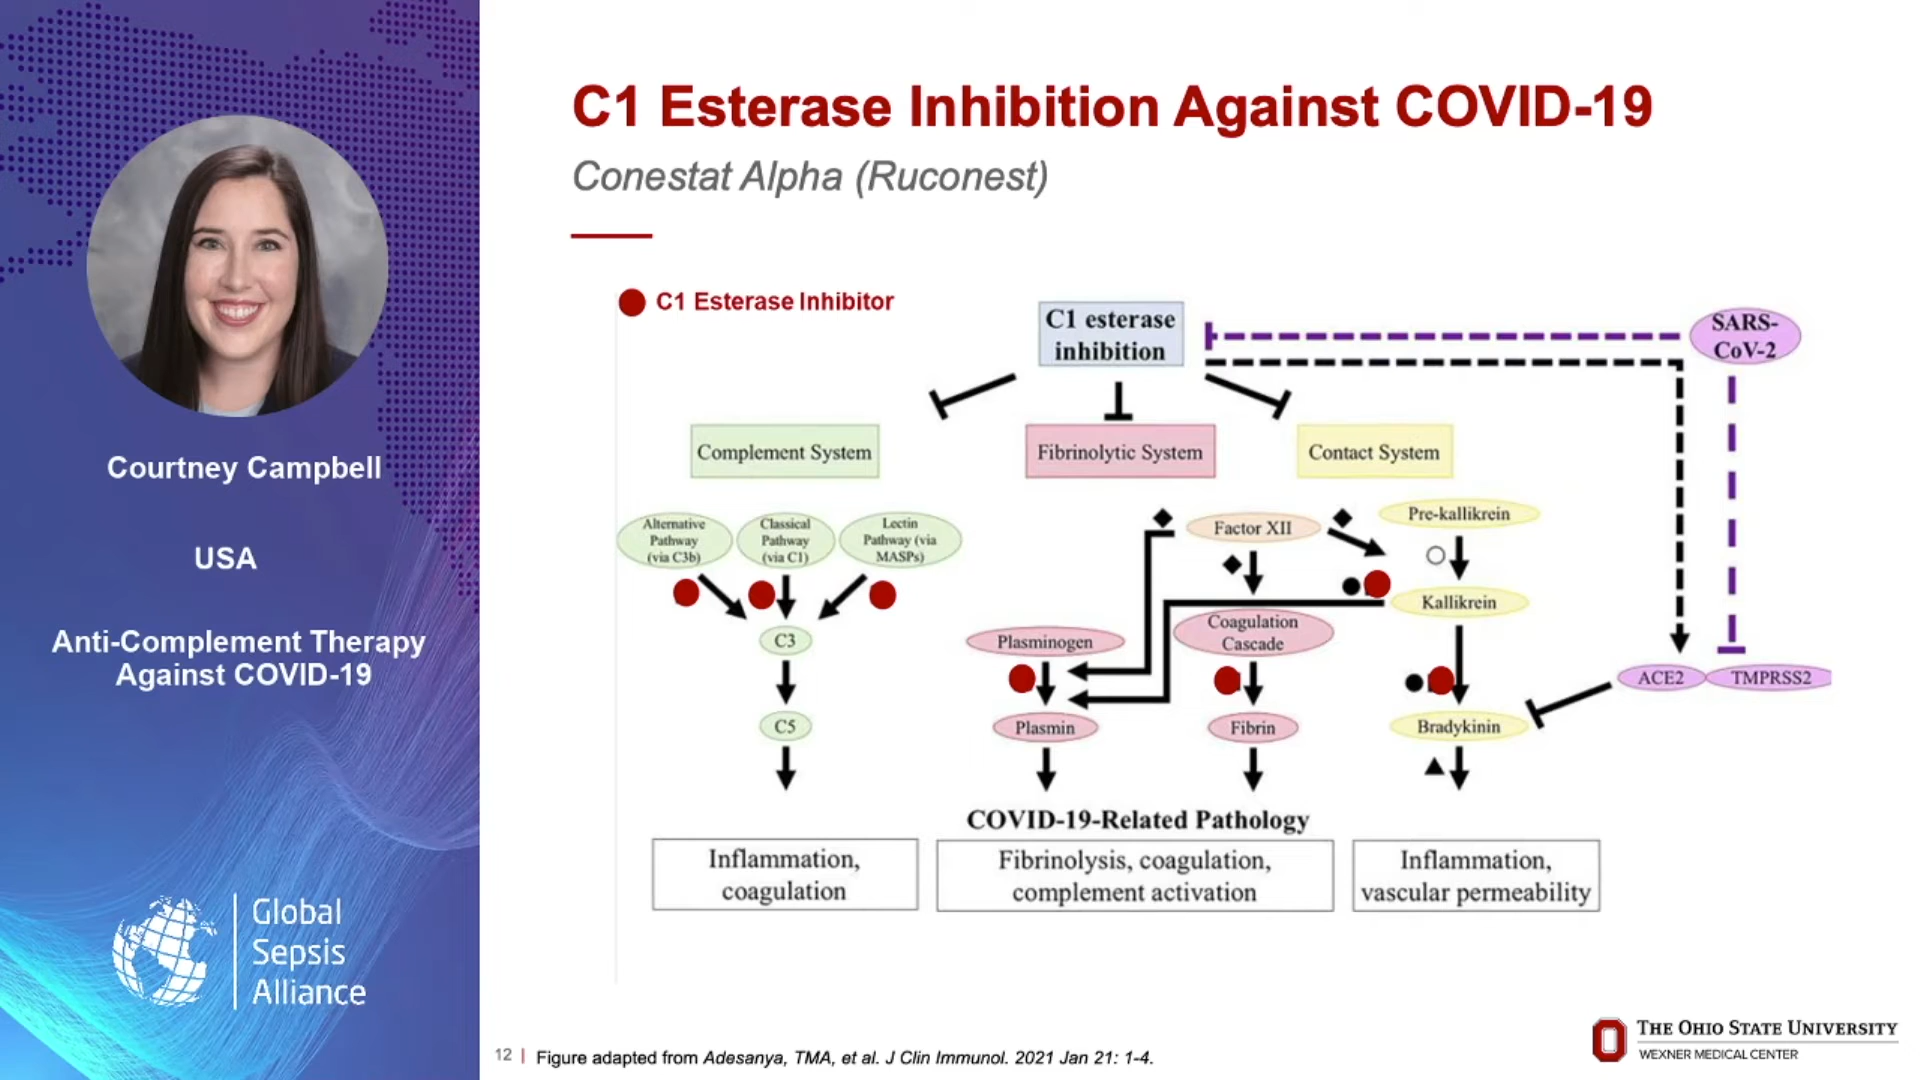 Courtney Campbell
USA
Anti-Complement Therapy
Against COVID-19
Global
Sepsis
Alliance
C1 Esterase Inhibition Against COVID-19
Conestat Alpha (Ruconest)
C1 Esterase Inhibitor
C1 esterase
inhibition
SARS-
CoV-2
Complement System
Fibrinolytic System
Contact System
Alternative
Pathway
(via C3b)
Classical
Pathway
(via C1)
Lectin
Pathway (via
MASPs)
Factor XII
Pre-kallikrein
Kallikrein
C3
Plasminogen
Coagulation
Cascade
ACE2
TMPRSS2
C5
Plasmin
Fibrin
Bradykinin
COVID-19-Related Pathology
Inflammation,
coagulation
Fibrinolysis, coagulation,
complement activation
Inflammation,
vascular permeability
12 | Figure adapted from Adesanya, TMA, et al. J Clin Immunol. 2021 Jan 21: 1-4.
THE OHIO STATE UNIVERSITY
WEXNER MEDICAL CENTER